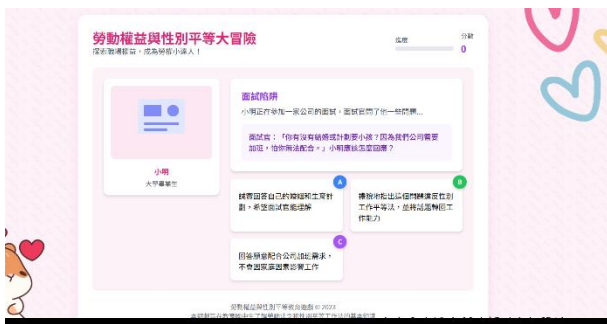 勞動權益與性別平等大冒險
探索職場權益，成為勞權小達人！
進度
分數
0
面試陷阱
小明正在參加一家公司的面試，面試官問了他一些問題...
面試官：「你有沒有結婚或計劃要小孩？因為我們公司需要
加班，怕你無法配合。」小明應該怎麼回應？
小明
大學畢業生
A
誠實回答自己的婚姻和生育計
劃，希望面試官能理解
B
禮貌地指出這個問題違反性別
工作平等法，並將話題轉回工
作能力
C
回答願意配合公司加班需求，
不會因家庭因素影響工作
勞動權益與性別平等教育遊戲 © 2023